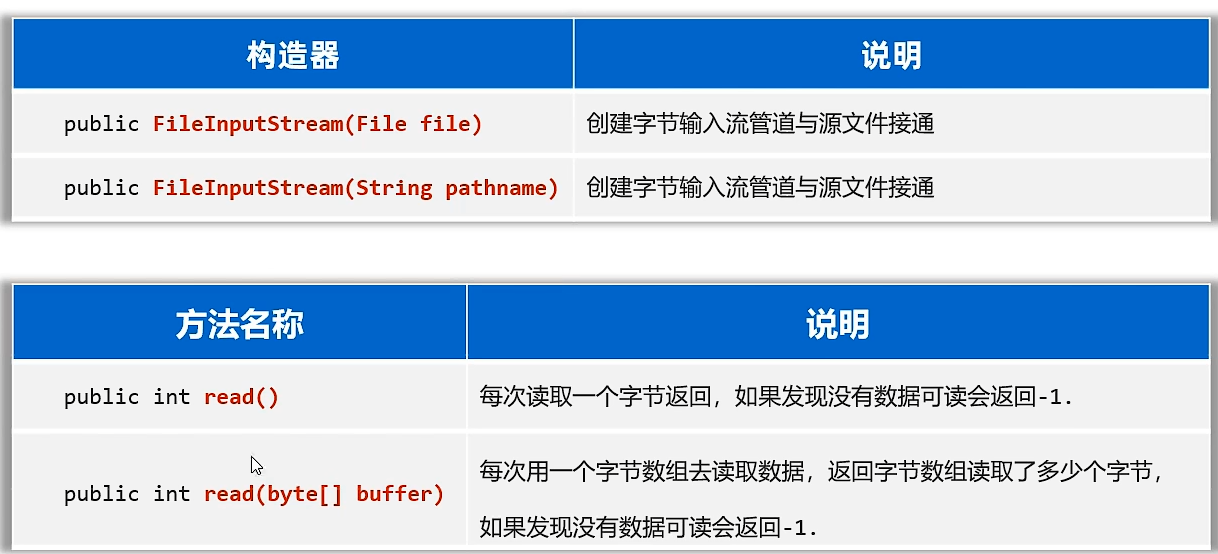 构造器 说明
public FileInputStream(File file) 创建字节输入流管道与源文件接通
public FileInputStream(String pathname) 创建字节输入流管道与源文件接通
方法名称 说明
public int read() 每次读取一个字节返回，如果发现没有数据可读会返回-1.
public int read(byte[] buffer) 每次用一个字节数组去读取数据，返回字节数组读取了多少个字节，
如果发现没有数据可读会返回-1.